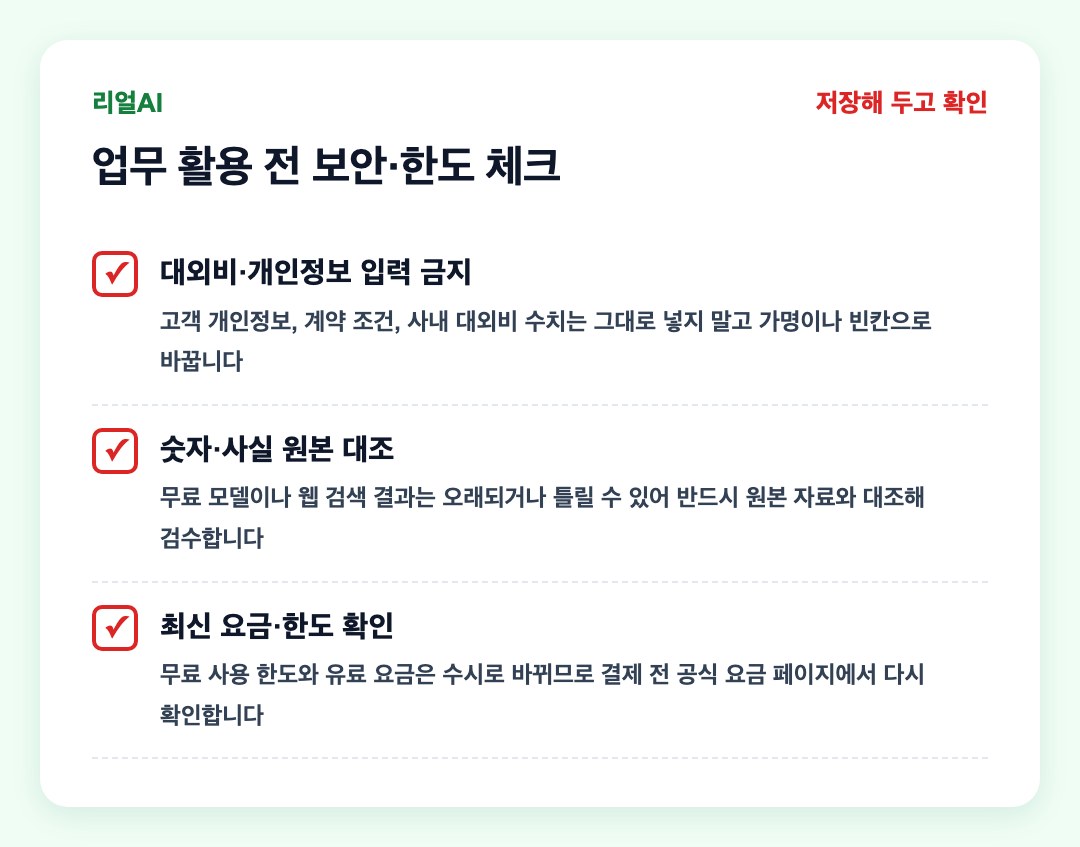 리얼AI
저장해 두고 확인
업무 활용 전 보안·한도 체크
대외비·개인정보 입력 금지
고객 개인정보, 계약 조건, 사내 대외비 수치는 그대로 넣지 말고 가명이나 빈칸으로
바꿉니다
숫자·사실 원본 대조
무료 모델이나 웹 검색 결과는 오래되거나 틀릴 수 있어 반드시 원본 자료와 대조해
검수합니다
최신 요금·한도 확인
무료 사용 한도와 유료 요금은 수시로 바뀌므로 결제 전 공식 요금 페이지에서 다시
확인합니다